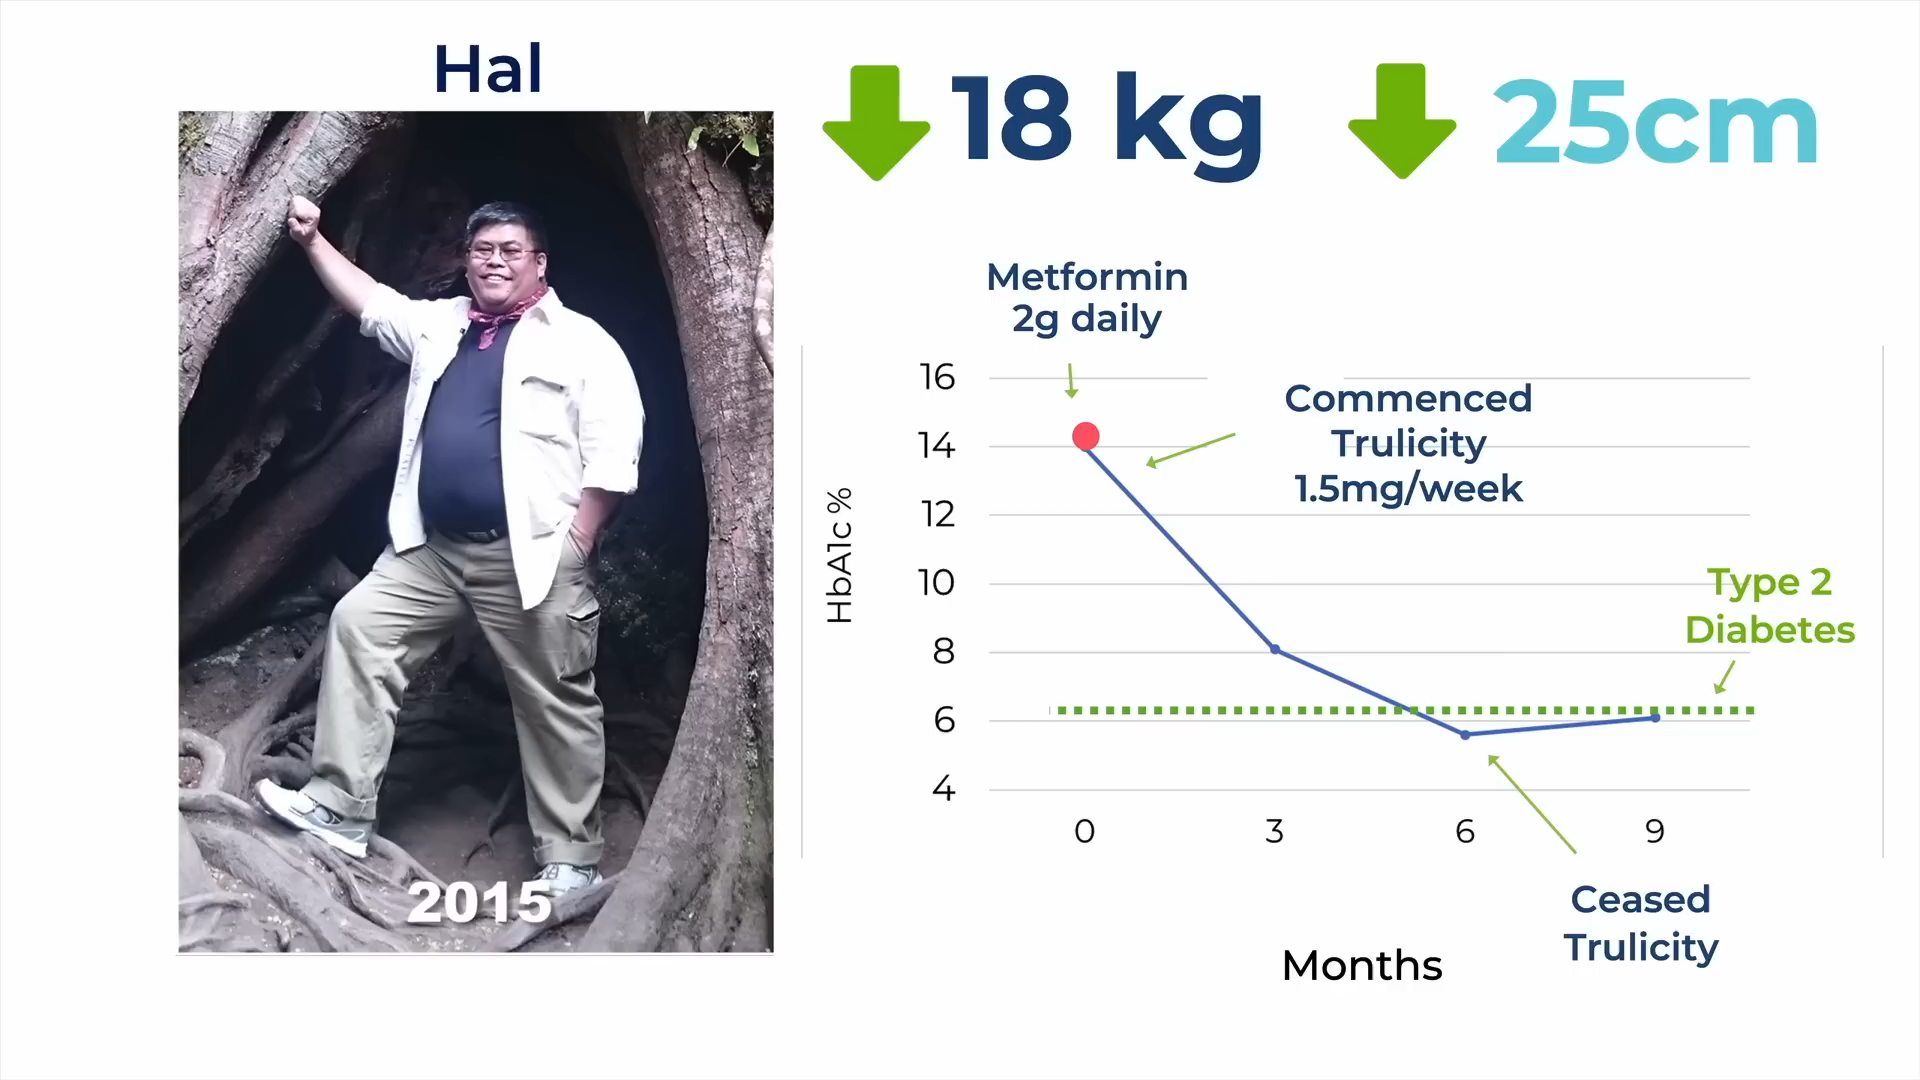 Hal
18 kg
25cm
2015
Metformin
2g daily
Commenced
Trulicity
1.5mg/week
Type 2
Diabetes
Ceased
Trulicity
HbA1c %
16
14
12
10
8
6
4
0 3 6 9
Months